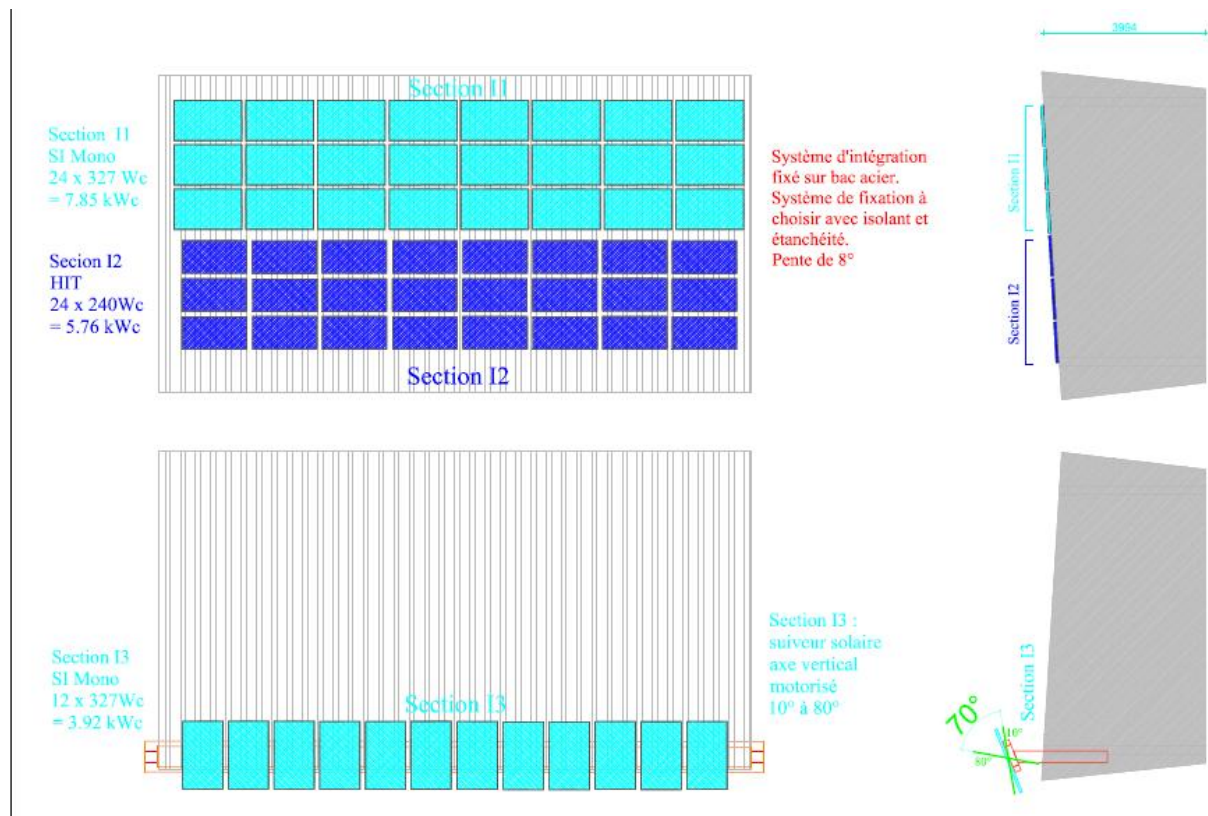 3984
Section I1
Section I1
SI Mono
24 x 327 Wc
= 7.85 kWc
Système d'intégration
fixé sur bac acier.
Système de fixation à
choisir avec isolant et
étanchéité.
Pente de 8°
Section I1
Secion I2
HIT
24 x 240Wc
= 5.76 kWc
Section I2
Section I2
Section I3
SI Mono
12 x 327Wc
= 3.92 kWc
Section I3
Section I3 :
suiveur solaire
axe vertical
motorisé
10° à 80°
Section I3
70°
10°
80°